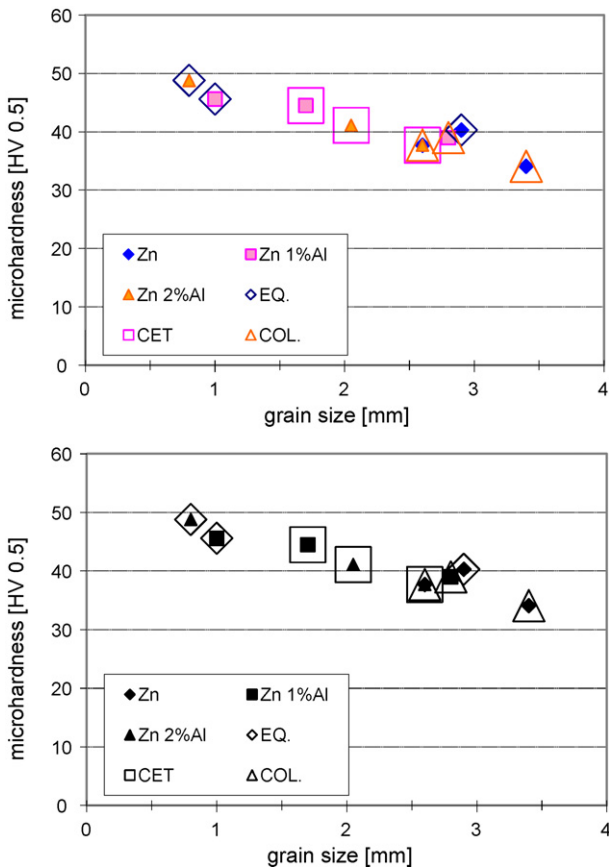 60
50
40
30
20
10
0
microhardness [HV 0.5]
Zn Zn 1%Al
Zn 2%Al EQ.
CET COL.
0 1 2 3 4
grain size [mm]
60
50
40
30
20
10
0
microhardness [HV 0.5]
Zn Zn 1%Al
Zn 2%Al EQ.
CET COL.
0 1 2 3 4
grain size [mm]